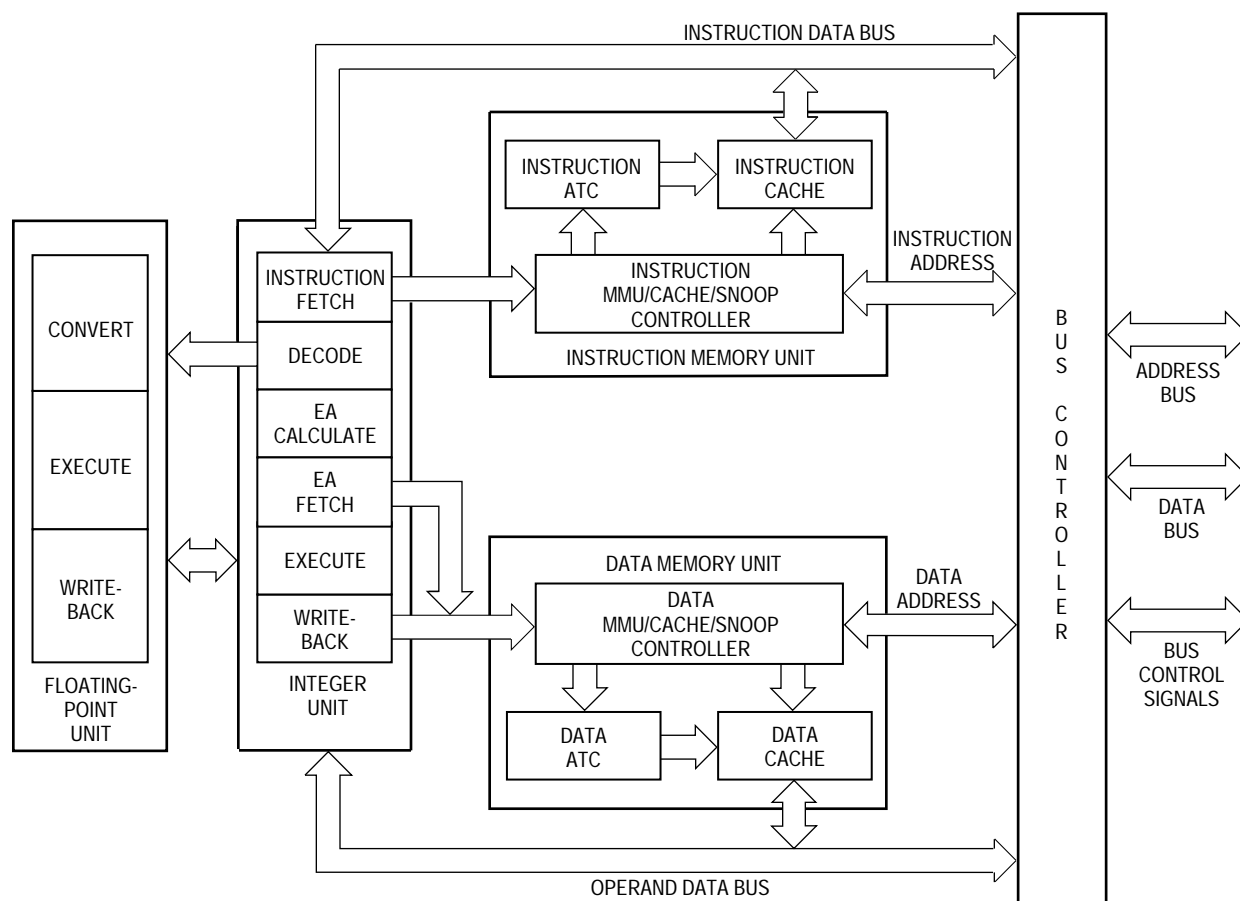 INSTRUCTION DATA BUS
INSTRUCTION
ATC
INSTRUCTION
CACHE
INSTRUCTION
MMU/CACHE/SNOOP
CONTROLLER
INSTRUCTION MEMORY UNIT
INSTRUCTION
ADDRESS
CONVERT
EXECUTE
WRITE-
BACK
FLOATING-
POINT
UNIT
INSTRUCTION
FETCH
DECODE
EA
CALCULATE
EA
FETCH
EXECUTE
WRITE-
BACK
INTEGER
UNIT
DATA MEMORY UNIT
DATA
MMU/CACHE/SNOOP
CONTROLLER
DATA
ATC
DATA
CACHE
DATA
ADDRESS
OPERAND DATA BUS
BUS CONTROLLER
ADDRESS
BUS
DATA
BUS
BUS
CONTROL
SIGNALS